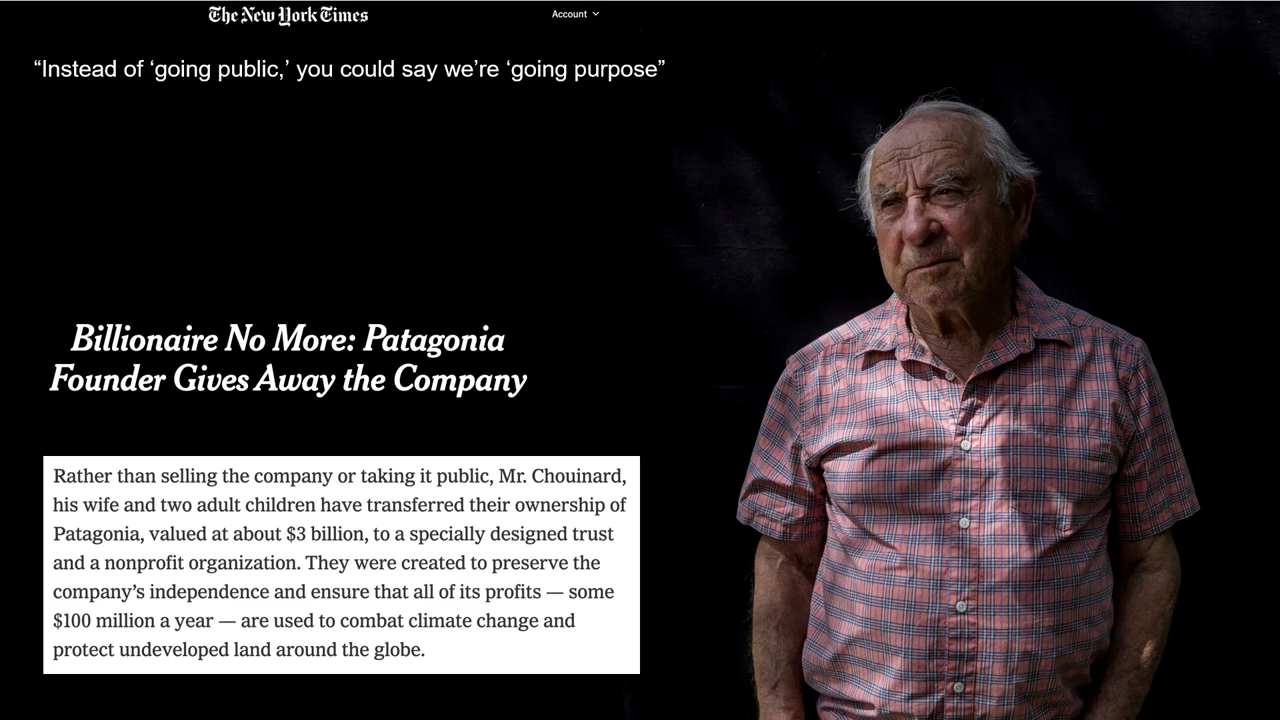 The New York Times
Account
“Instead of ‘going public,’ you could say we’re ‘going purpose”
Billionaire No More: Patagonia
Founder Gives Away the Company
Rather than selling the company or taking it public, Mr. Chouinard,
his wife and two adult children have transferred their ownership of
Patagonia, valued at about $3 billion, to a specially designed trust
and a nonprofit organization. They were created to preserve the
company’s independence and ensure that all of its profits — some
$100 million a year — are used to combat climate change and
protect undeveloped land around the globe.